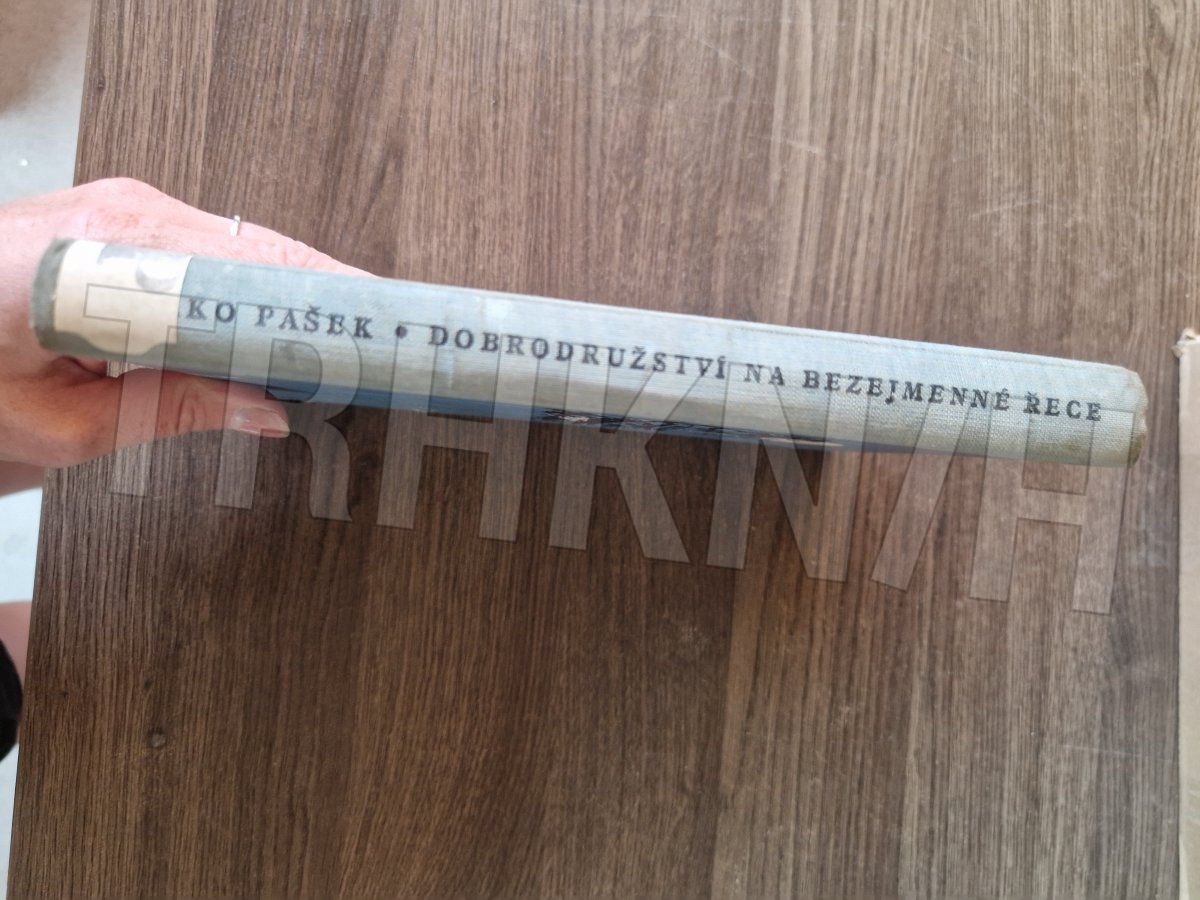 KO PAŠEK • DOBRODRUŽSTVÍ NA BEZEJMENNÉ ŘECE
TRHKNIH